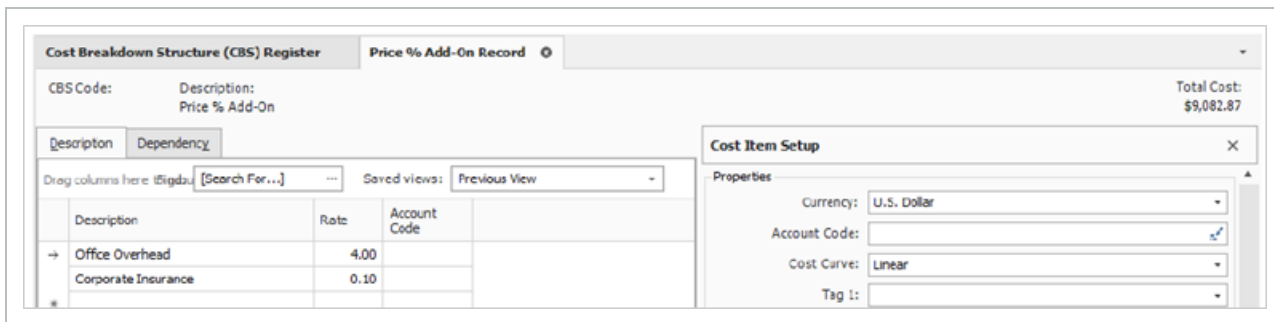 Cost Breakdown Structure (CBS) Register Price % Add-On Record
CBS Code: Description: Total Cost:
Price % Add-On $9,082.87
Description Dependency Cost Item Setup
Drag columns here [Search For...] ... Saved views: Previous View
Properties
Currency: U.S. Dollar
Description Rate Account Code
Account Code:
Office Overhead 4.00
Cost Curve: Linear
Corporate Insurance 0.10
Tag 1: